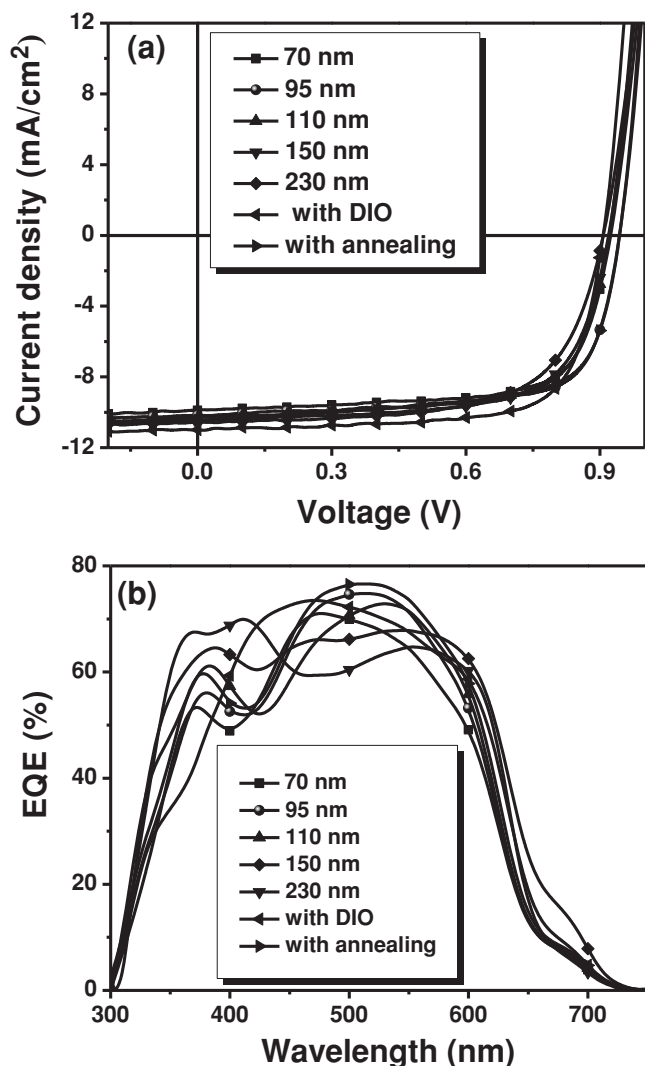 (a)
12
8
4
0
-4
-8
-12
Current density (mA/cm²)
70 nm
95 nm
110 nm
150 nm
230 nm
with DIO
with annealing
0.0
0.3
0.6
0.9
Voltage (V)
(b)
80
60
40
20
0
EQE (%)
70 nm
95 nm
110 nm
150 nm
230 nm
with DIO
with annealing
300
400
500
600
700
Wavelength (nm)